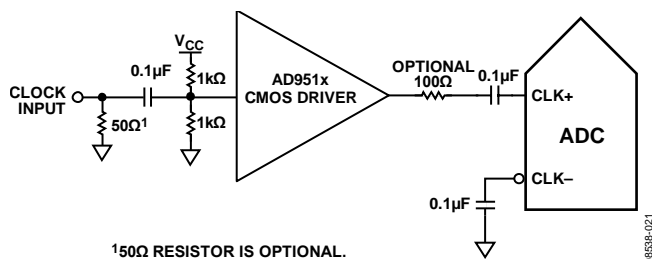 V_CC
0.1µF
1kΩ
CLOCK
INPUT
50Ω¹
1kΩ
AD951x
CMOS DRIVER
OPTIONAL
100Ω
0.1µF
CLK+
ADC
CLK–
0.1µF
¹50Ω RESISTOR IS OPTIONAL.
08538-021